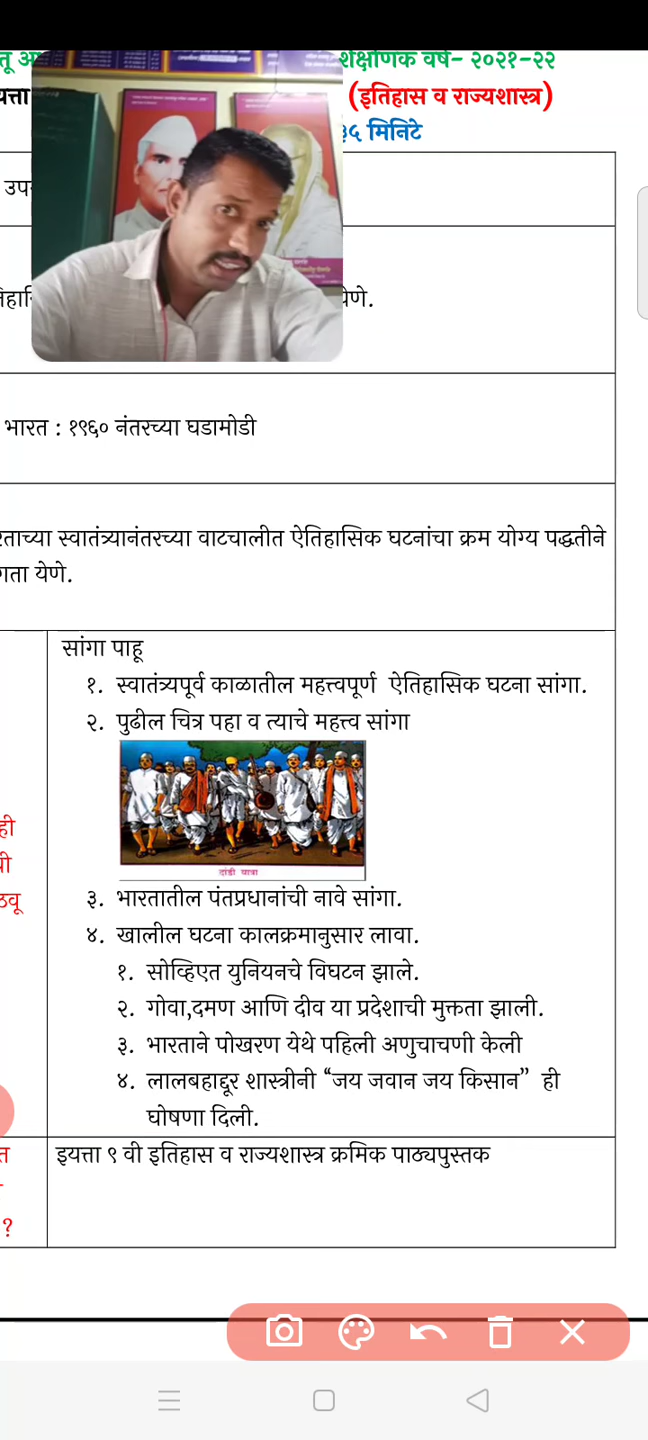 शैक्षणिक वर्ष- २०२१-२२
(इतिहास व राज्यशास्त्र)
३५ मिनिटे
येणे.
भारत : १९६० नंतरच्या घडामोडी
स्वातंत्र्यानंतरच्या वाटचालीत ऐतिहासिक घटनांचा क्रम योग्य पद्धतीने
येणे.
सांगा पाहू
१. स्वातंत्र्यपूर्व काळातील महत्त्वपूर्ण ऐतिहासिक घटना सांगा.
२. पुढील चित्र पहा व त्याचे महत्त्व सांगा
दांडी यात्रा
३. भारतातील पंतप्रधानांची नावे सांगा.
४. खालील घटना कालक्रमानुसार लावा.
१. सोव्हिएत युनियनचे विघटन झाले.
२. गोवा,दमण आणि दीव या प्रदेशाची मुक्तता झाली.
३. भारताने पोखरण येथे पहिली अणुचाचणी केली
४. लालबहाद्दूर शास्त्रीनी “जय जवान जय किसान” ही
घोषणा दिली.
ही
?
इयत्ता ९ वी इतिहास व राज्यशास्त्र क्रमिक पाठ्यपुस्तक